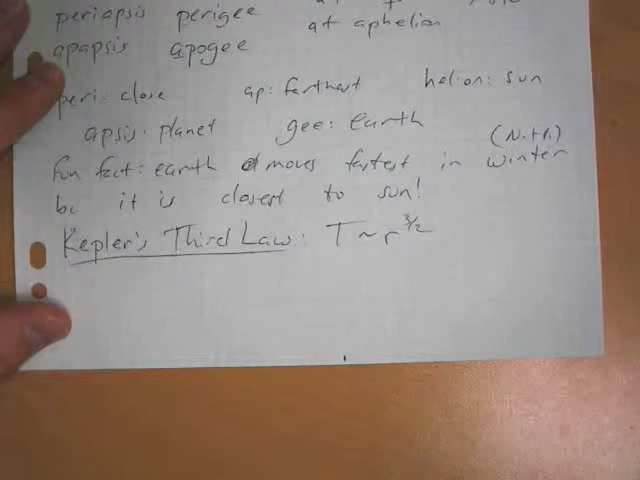 periapsis perigee
apapsis apogee at aphelion
peri: close ap: farthest helion: sun
apsis: planet gee: earth
fun fact: earth moves fastest in winter (N. H.)
bc it is closest to sun!
Kepler's Third Law: T ~ r^3/2